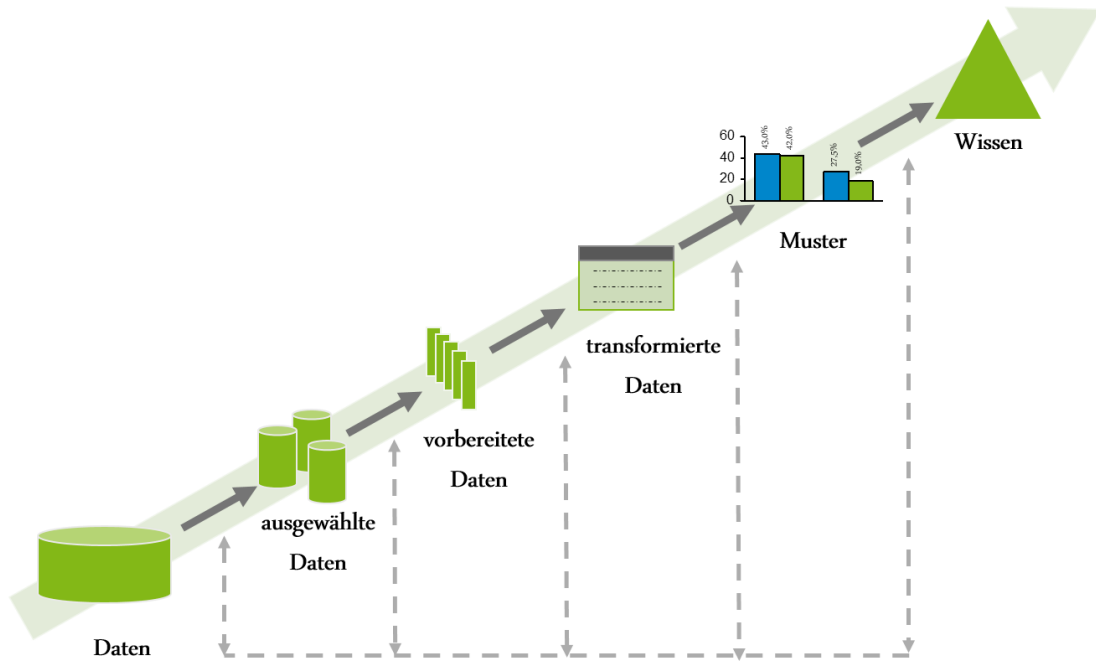 Wissen
60
40
20
0
43,0%
42,0%
27,5%
19,0%
Muster
transformierte
Daten
vorbereitete
Daten
ausgewählte
Daten
Daten